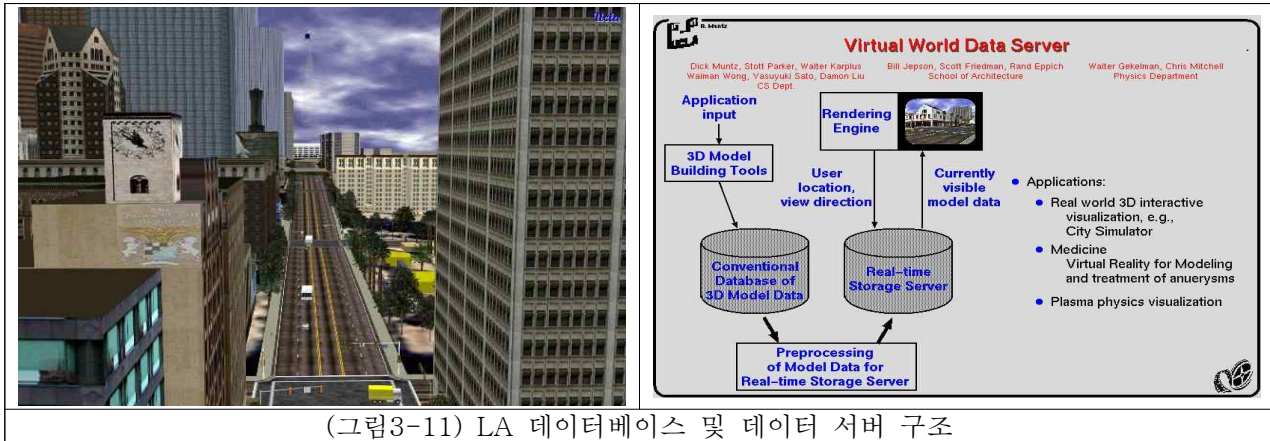 Ucla
R. Muntz
UCLA
Virtual World Data Server
Dick Muntz, Stott Parker, Walter Karplus
Waiman Wong, Yasuyuki Sato, Damon Liu
CS Dept.
Bill Jepson, Scott Friedman, Rand Eppich
School of Architecture
Walter Gekelman, Chris Mitchell
Physics Department
Application
input
3D Model
Building Tools
Rendering
Engine
User
location,
view direction
Currently
visible
model data
Conventional
Database of
3D Model Data
Real-time
Storage Server
Preprocessing
of Model Data for
Real-time Storage Server
● Applications:
● Real world 3D interactive
visualization, e.g.,
City Simulator
● Medicine
Virtual Reality for Modeling
and treatment of anuerysms
● Plasma physics visualization
(그림3-11) LA 데이터베이스 및 데이터 서버 구조